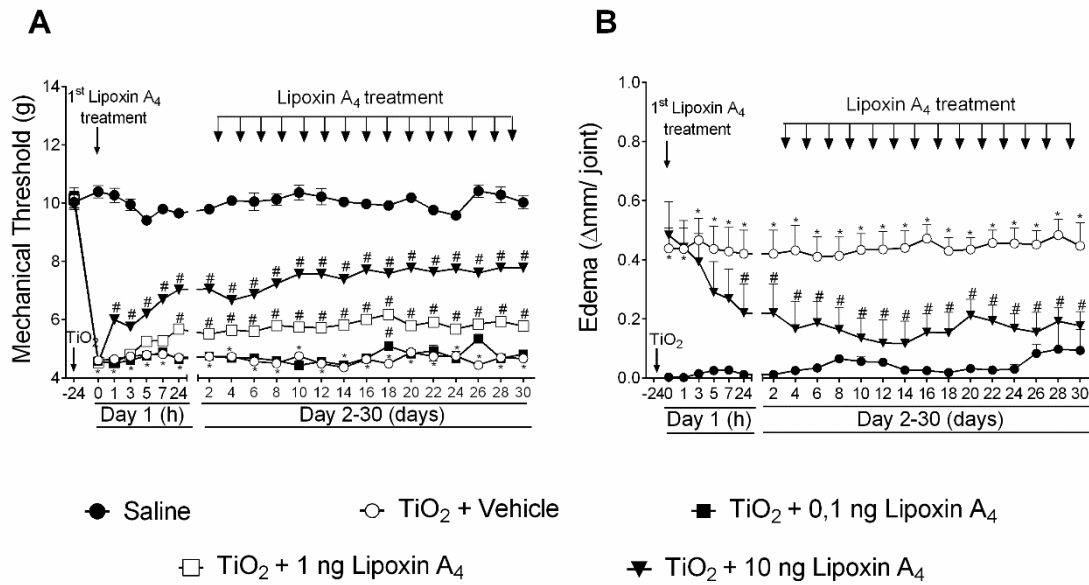 A
B
Mechanical Threshold (g)
14
12
10
8
6
4
1st Lipoxin A4
treatment
Lipoxin A4 treatment
TiO2
* * * * * * * * * * * * * * *
# # # # # # # # # # # # # # # # # # # #
-24 0 1 3 5 7 24 2 4 6 8 10 12 14 16 18 20 22 24 26 28 30
Day 1 (h) Day 2-30 (days)
Edema (Δmm/ joint)
1.0
0.8
0.6
0.4
0.2
0.0
1st Lipoxin A4
treatment
Lipoxin A4 treatment
TiO2
-24 0 1 3 5 7 24 2 4 6 8 10 12 14 16 18 20 22 24 26 28 30
Day 1 (h) Day 2-30 (days)
Saline TiO2 + Vehicle TiO2 + 0,1 ng Lipoxin A4
TiO2 + 1 ng Lipoxin A4 TiO2 + 10 ng Lipoxin A4